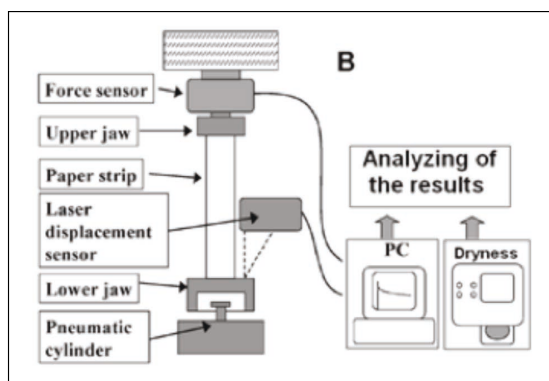 B
Force sensor
Upper jaw
Paper strip
Laser
displacement
sensor
Lower jaw
Pneumatic
cylinder
Analyzing of
the results
PC
Dryness